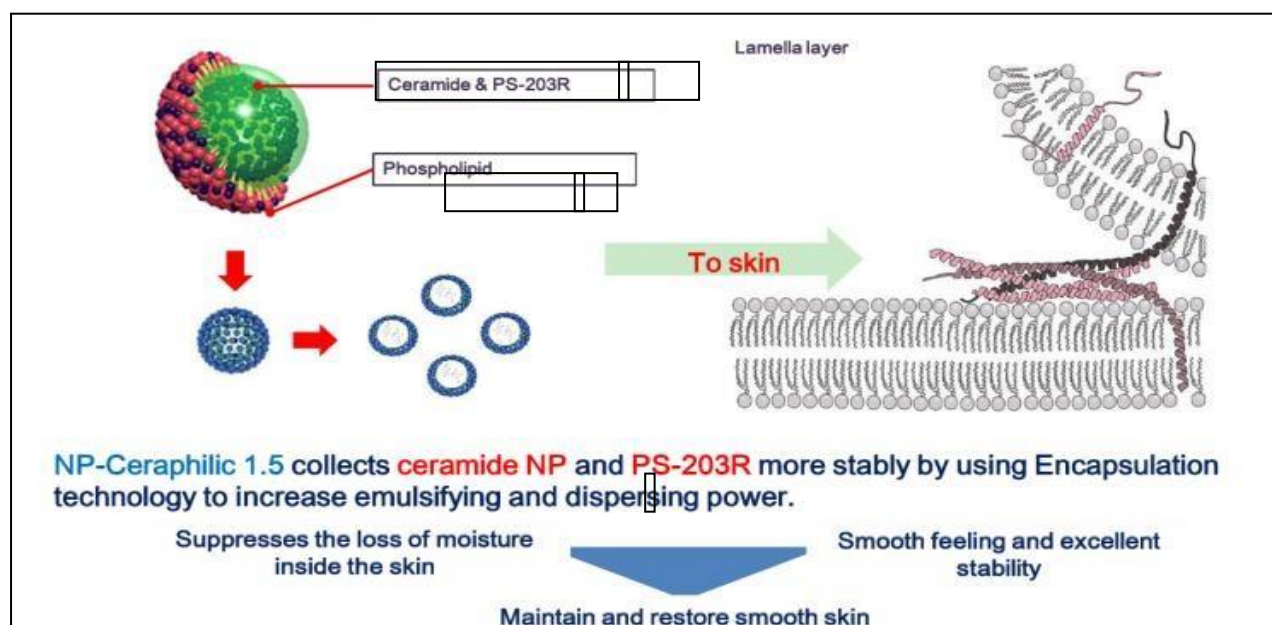 Lamella layer
Ceramide & PS-203R
Phospholipid
To skin
NP-Ceraphilic 1.5 collects ceramide NP and PS-203R more stably by using Encapsulation
technology to increase emulsifying and dispersing power.
Suppresses the loss of moisture
inside the skin
Smooth feeling and excellent
stability
Maintain and restore smooth skin